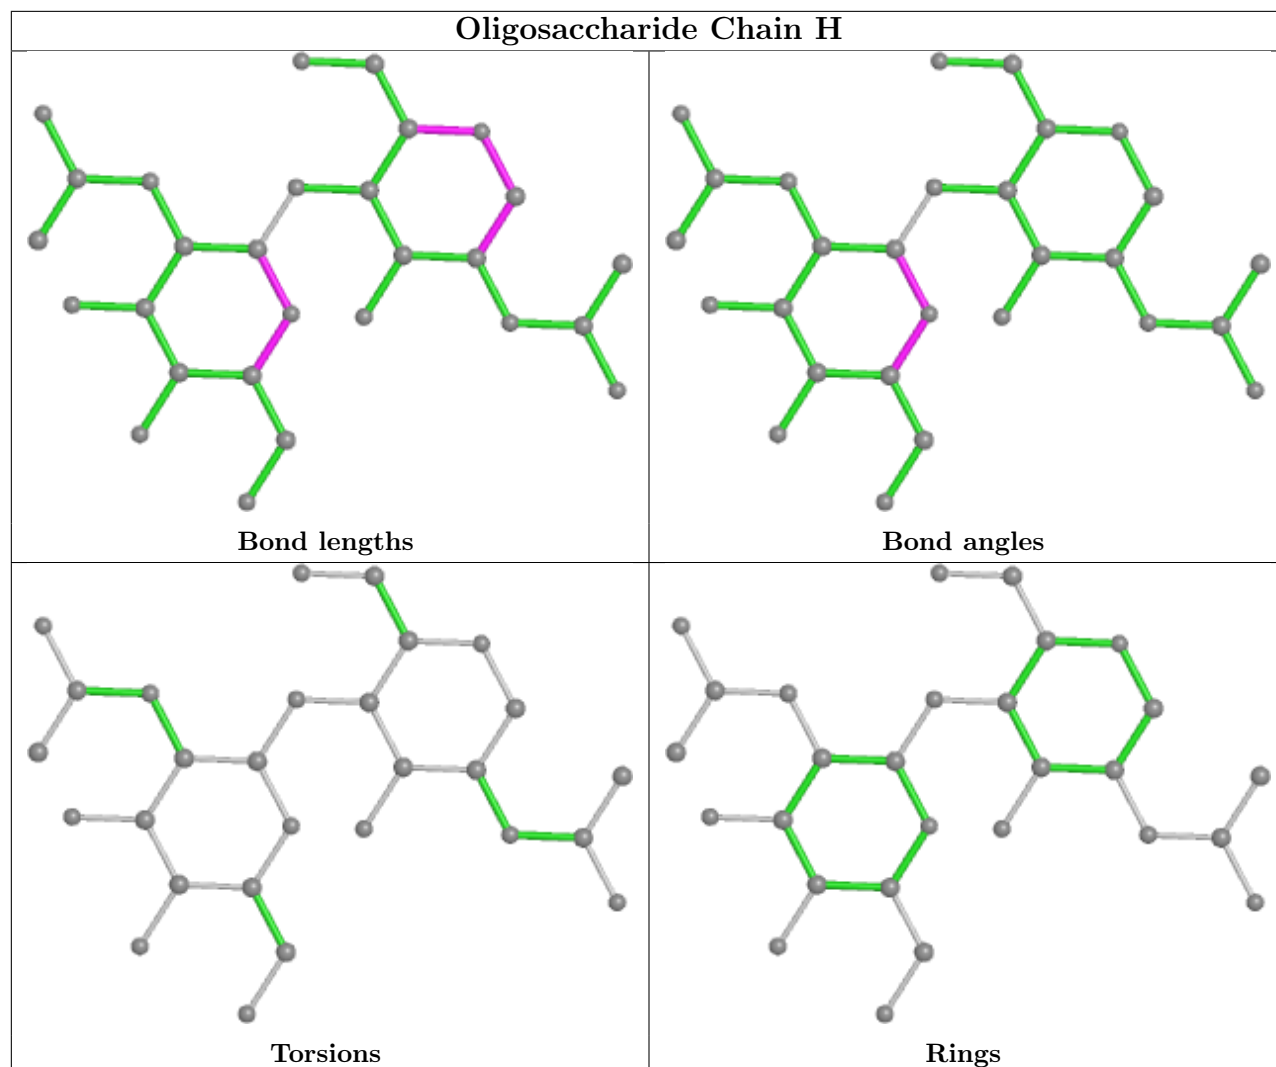 Oligosaccharide Chain H
Bond lengths
Bond angles
Torsions
Rings